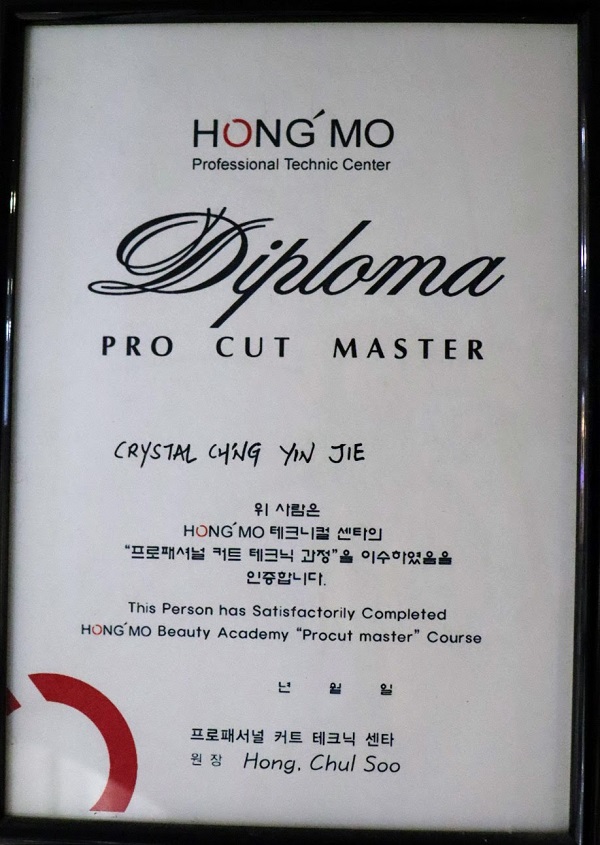 HONG´MO
Professional Technic Center
Diploma
PRO CUT MASTER
CRYSTAL CH'NG YIN JIE
위 사람은
HONG´MO 테크니컬 센타의
“프로패셔널 커트 테크닉 과정”을 이수하였음을
인증합니다.
This Person has Satisfactorily Completed
HONG´MO Beauty Academy “Procut master” Course
년 월 일
프로패서널 커트 테크닉 센타
원 장 Hong, Chul Soo